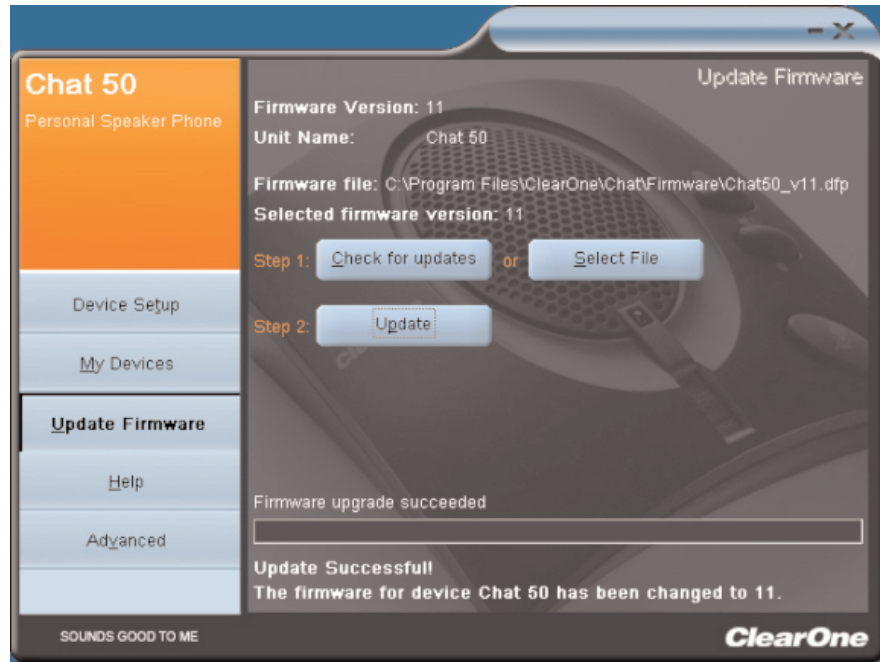 Chat 50
Personal Speaker Phone
Update Firmware
Firmware Version: 11
Unit Name: Chat 50
Firmware file: C:\Program Files\ClearOne\Chat\Firmware\Chat50_v11.dfp
Selected firmware version: 11
Step 1: Check for updates or Select File
Step 2: Update
Device Setup
My Devices
Update Firmware
Help
Advanced
Firmware upgrade succeeded
Update Successful!
The firmware for device Chat 50 has been changed to 11.
SOUNDS GOOD TO ME
ClearOne